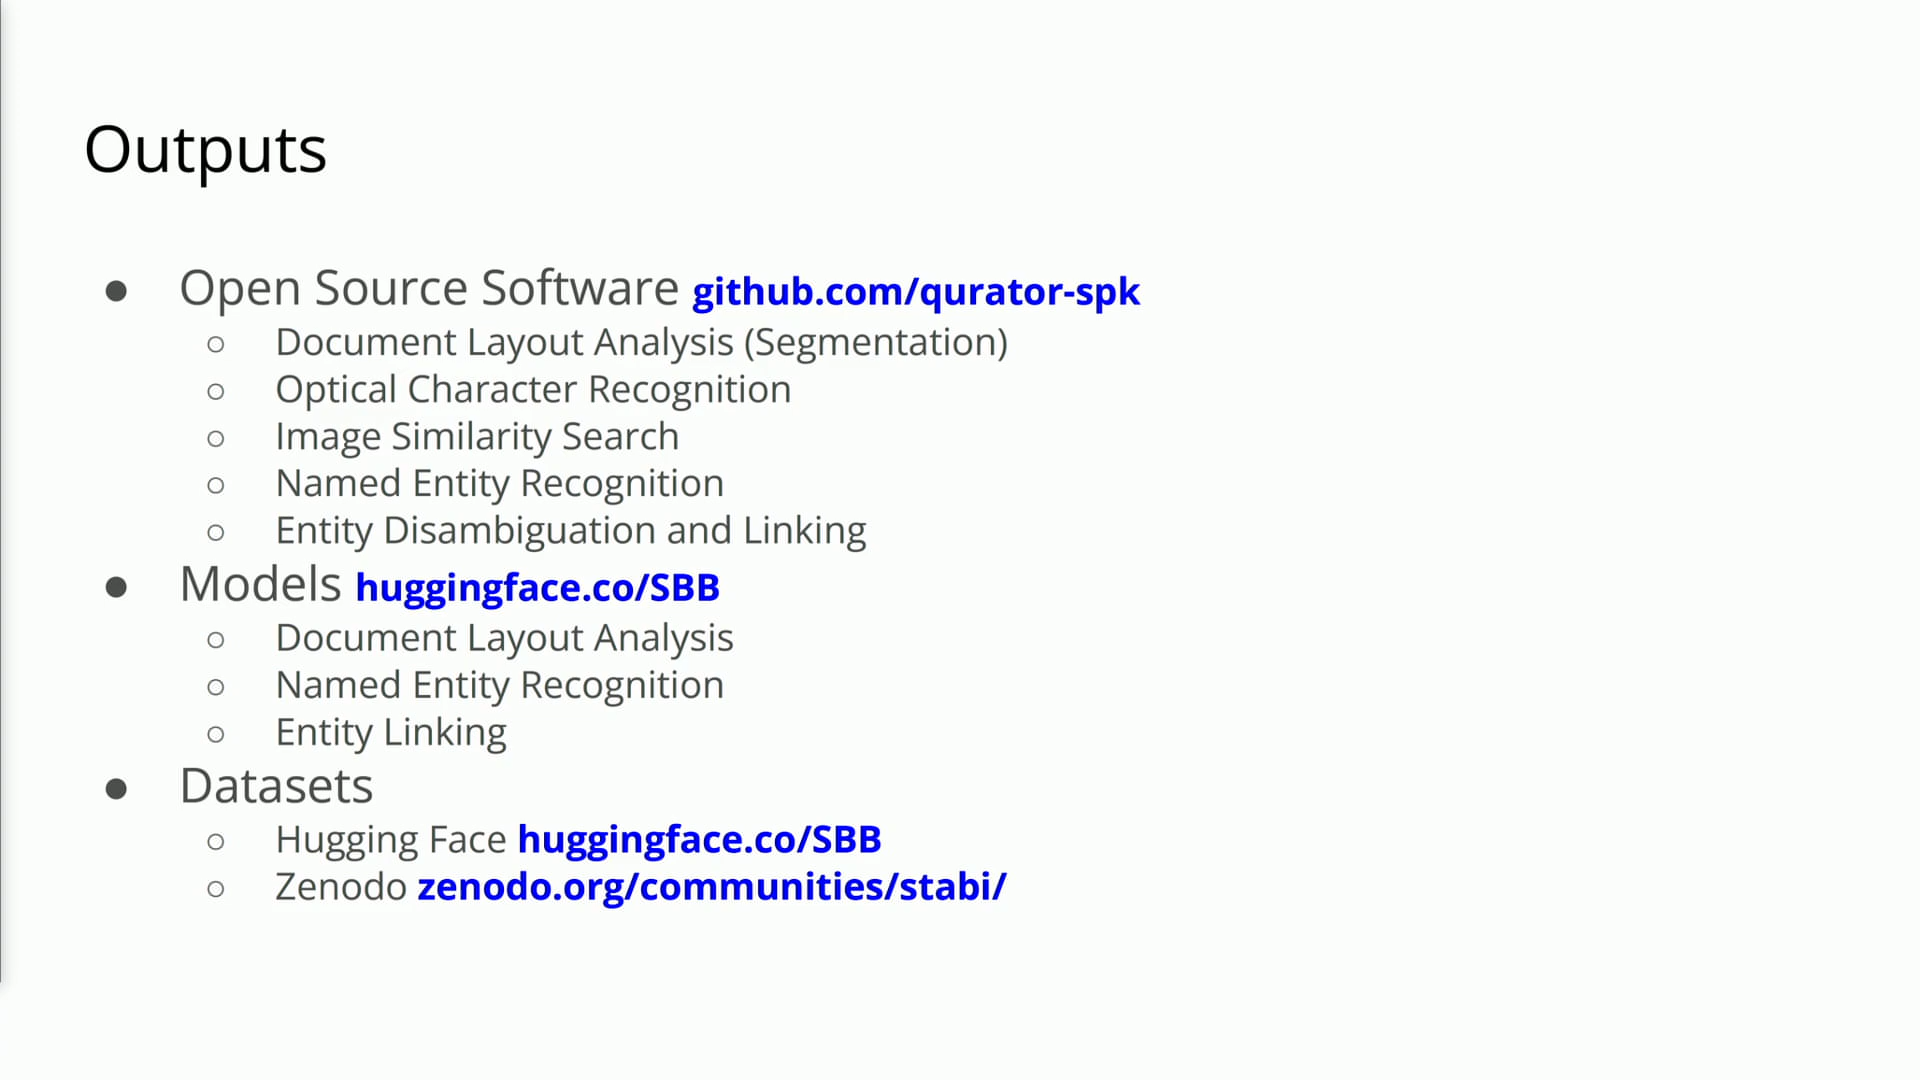 Outputs
● Open Source Software github.com/qurator-spk
○ Document Layout Analysis (Segmentation)
○ Optical Character Recognition
○ Image Similarity Search
○ Named Entity Recognition
○ Entity Disambiguation and Linking
● Models huggingface.co/SBB
○ Document Layout Analysis
○ Named Entity Recognition
○ Entity Linking
● Datasets
○ Hugging Face huggingface.co/SBB
○ Zenodo zenodo.org/communities/stabi/